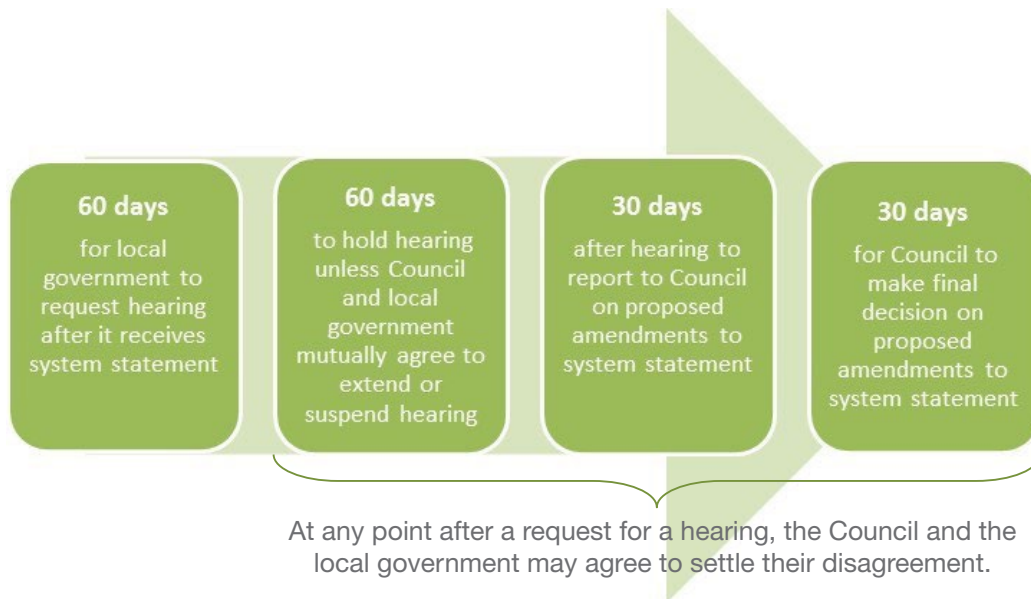 60 days
for local
government to
request hearing
after it receives
system statement
60 days
to hold hearing
unless Council
and local
government
mutually agree to
extend or
suspend hearing
30 days
after hearing to
report to Council
on proposed
amendments to
system statement
30 days
for Council to
make final
decision on
proposed
amendments to
system statement
At any point after a request for a hearing, the Council and the
local government may agree to settle their disagreement.